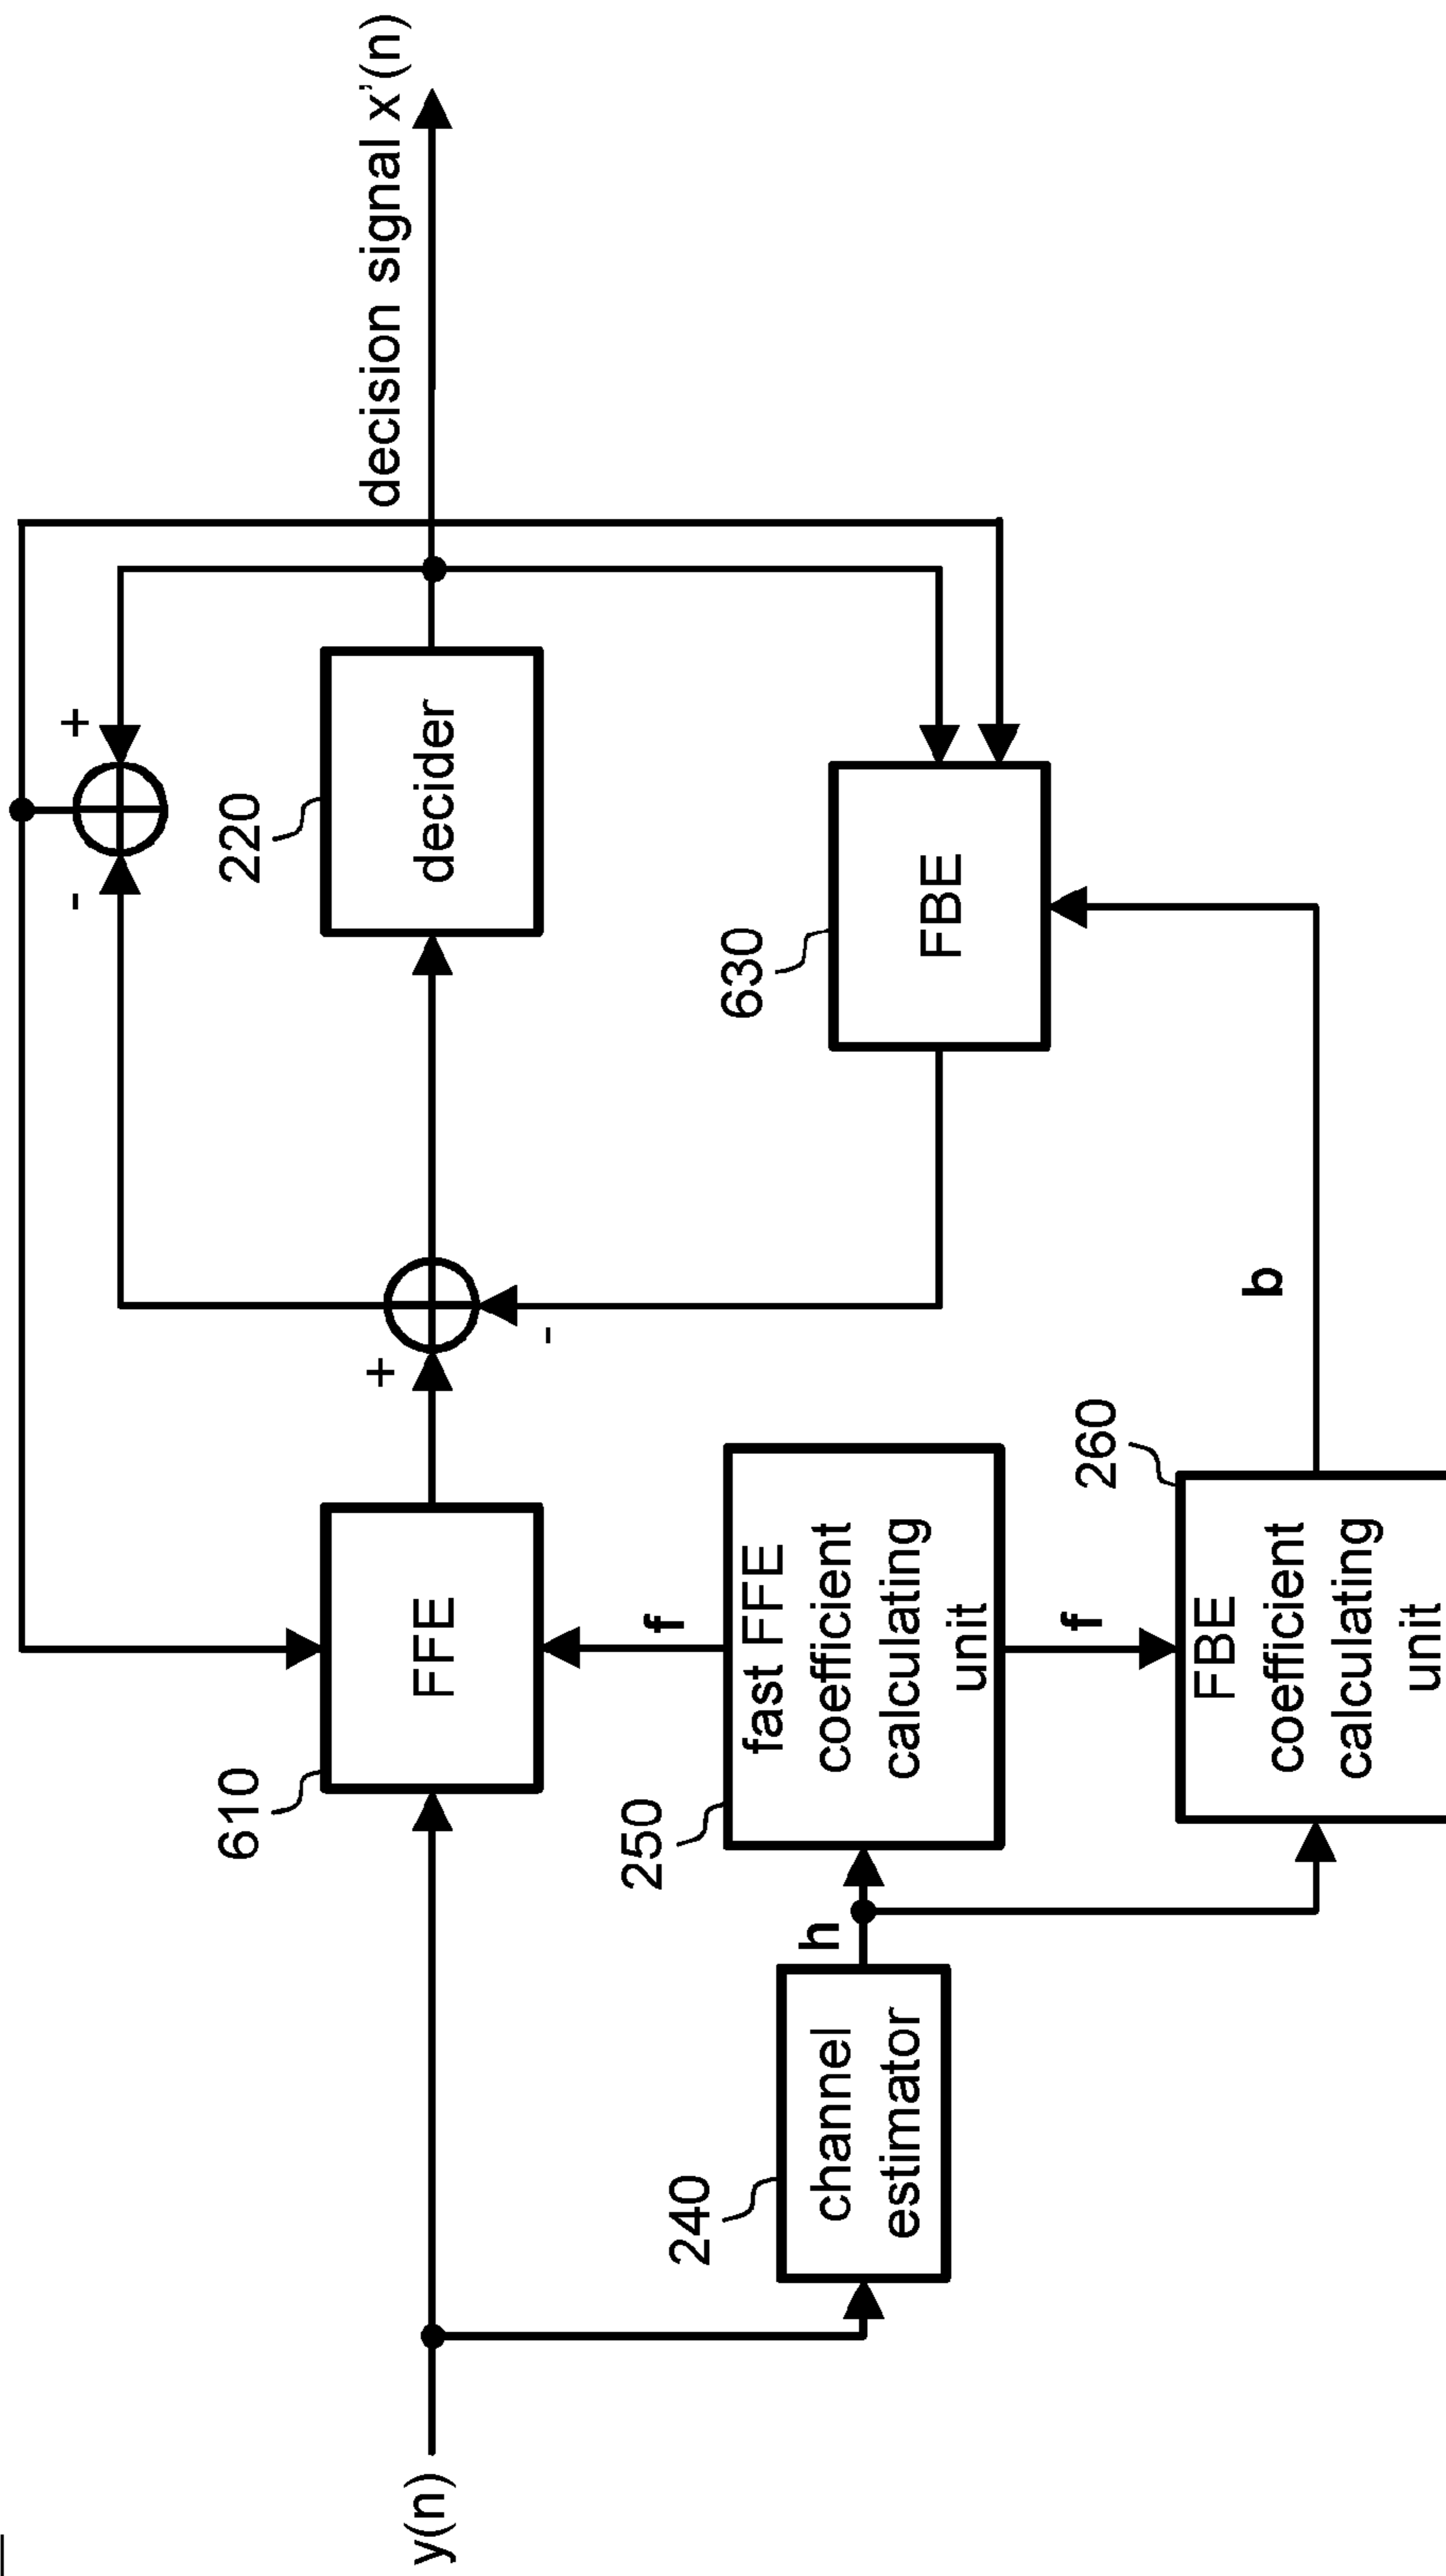 y(n)
610
FFE
+
-
-
+
220
decider
decision signal x'(n)
240
channel
estimator
h
250
fast FFE
coefficient
calculating
unit
f
f
630
FBE
260
FBE
coefficient
calculating
unit
b